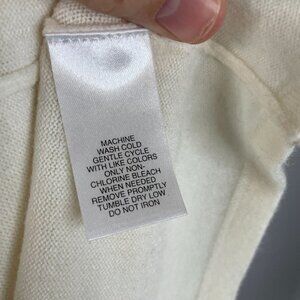 MACHINE
WASH COLD
GENTLE CYCLE
WITH LIKE COLORS
ONLY NON-
CHLORINE BLEACH
WHEN NEEDED
REMOVE PROMPTLY
TUMBLE DRY LOW
DO NOT IRON